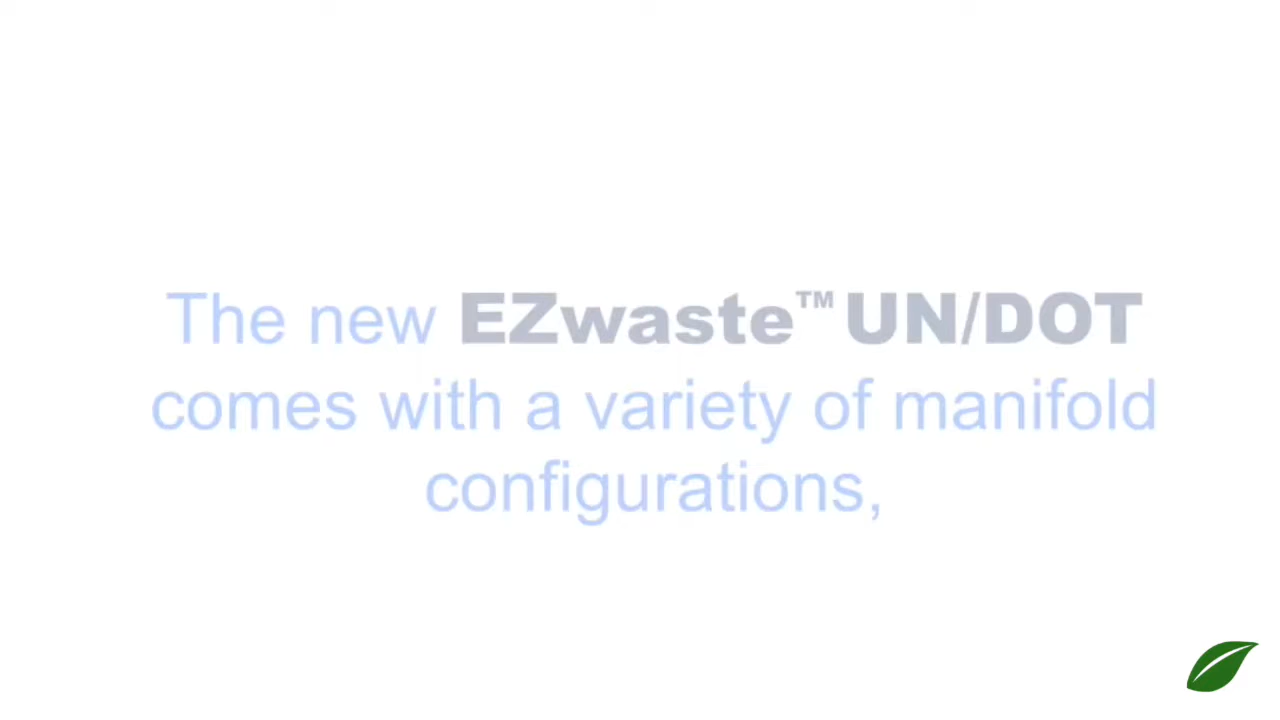 The new EZwaste™ UN/DOT
comes with a variety of manifold
configurations,